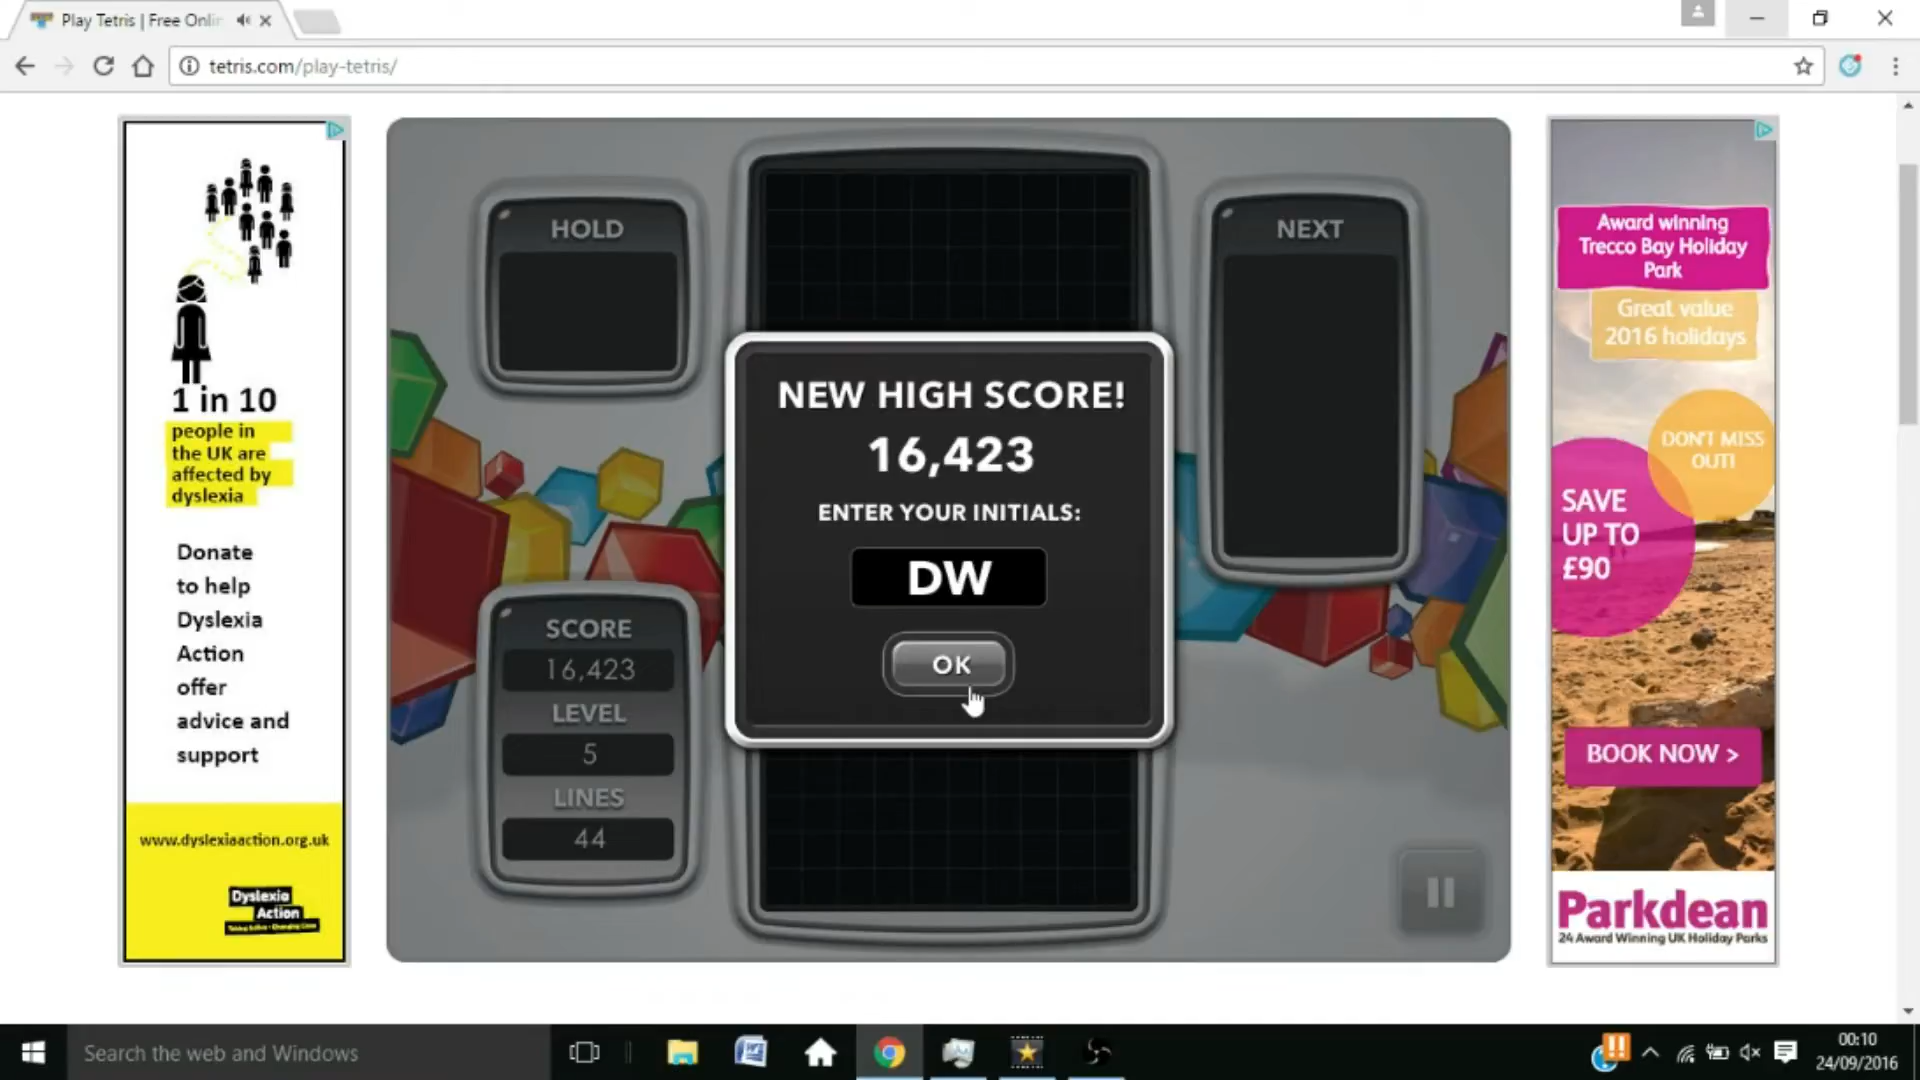 Play Tetris | Free Onlin
tetris.com/play-tetris/
1 in 10
people in
the UK are
affected by
dyslexia
Donate
to help
Dyslexia
Action
offer
advice and
support
www.dyslexiaaction.org.uk
Dyslexia
Action
HOLD
NEXT
NEW HIGH SCORE!
16,423
ENTER YOUR INITIALS:
DW
OK
SCORE
16,423
LEVEL
5
LINES
44
Award winning
Trecco Bay Holiday
Park
Great value
2016 holidays
DON'T MISS
OUT!
SAVE
UP TO
£90
BOOK NOW >
Parkdean
24 Award Winning UK Holiday Parks
Search the web and Windows
00:10
24/09/2016